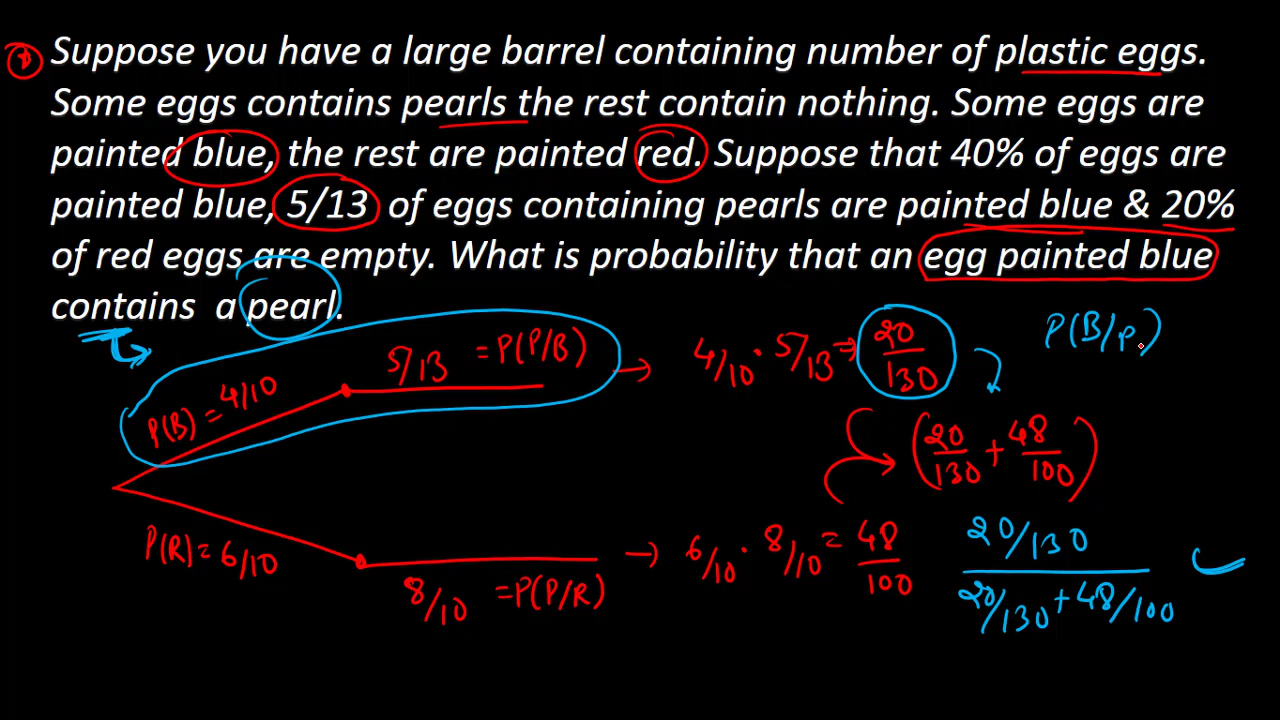 Suppose you have a large barrel containing number of plastic eggs.
Some eggs contains pearls the rest contain nothing. Some eggs are
painted blue, the rest are painted red. Suppose that 40% of eggs are
painted blue, 5/13 of eggs containing pearls are painted blue & 20%
of red eggs are empty. What is probability that an egg painted blue
contains a pearl.
P(B) = 4/10
5/13 = P(P/B)
4/10 · 5/13 ⇒ 20/130
P(B/P)
(20/130 + 48/100)
P(R) = 6/10
8/10 = P(P/R)
6/10 · 8/10 = 48/100
20/130
20/130 + 48/100